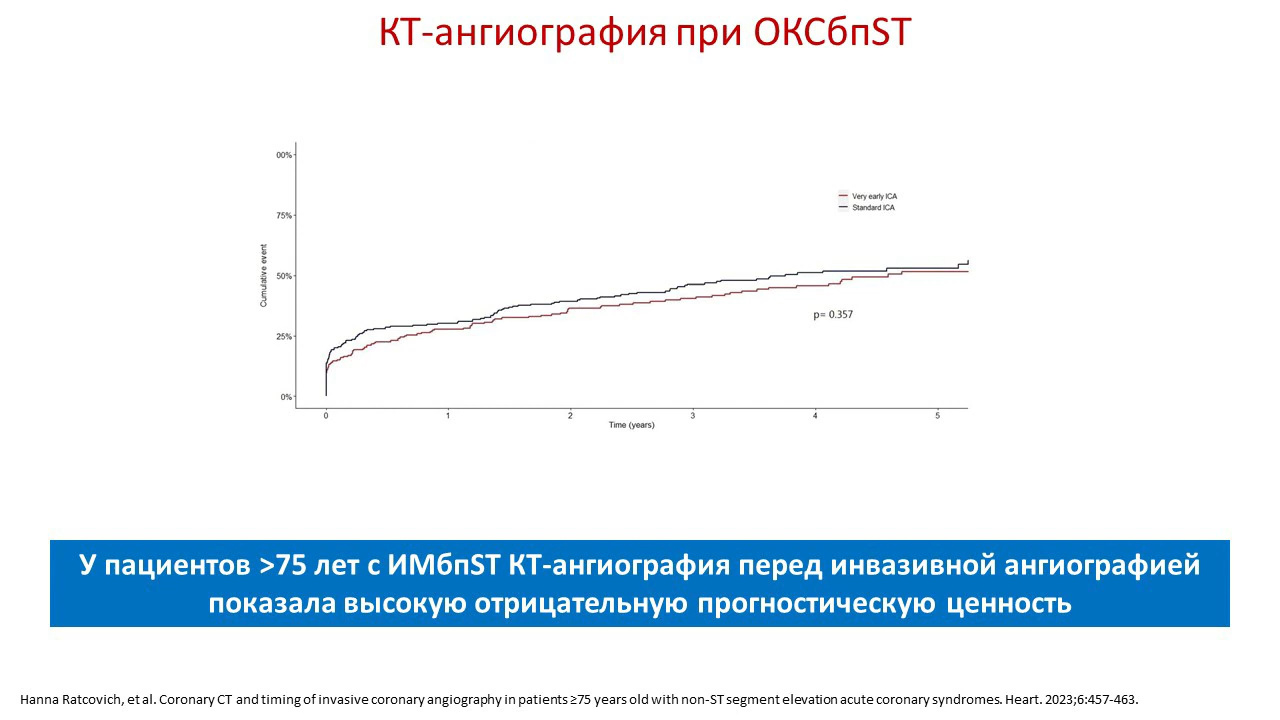 КТ-ангиография при ОКСбпST
00%
75%
50%
25%
0%
Cumulative event
Very early ICA
Standard ICA
p= 0.357
0 1 2 3 4 5
Time (years)
У пациентов >75 лет с ИМбпST КТ-ангиография перед инвазивной ангиографией
показала высокую отрицательную прогностическую ценность
Hanna Ratcovich, et al. Coronary CT and timing of invasive coronary angiography in patients ≥75 years old with non-ST segment elevation acute coronary syndromes. Heart. 2023;6:457-463.